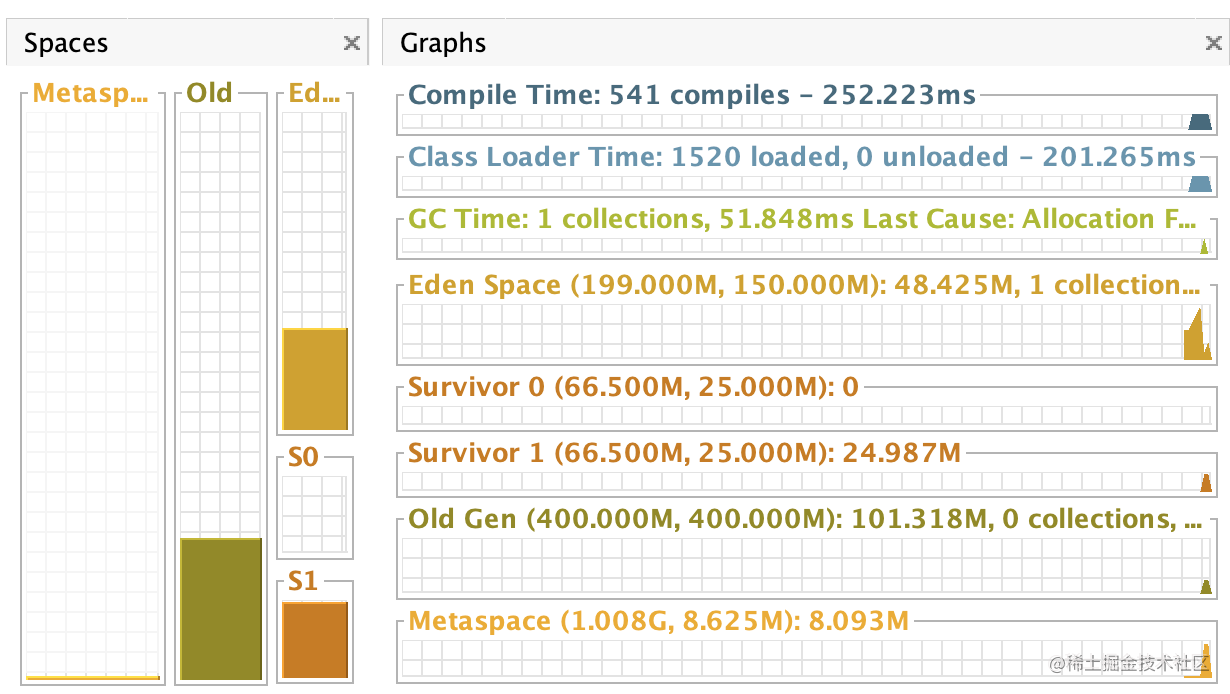 Spaces
Metasp...
Old
Ed...
S0
S1
Graphs
Compile Time: 541 compiles – 252.223ms
Class Loader Time: 1520 loaded, 0 unloaded – 201.265ms
GC Time: 1 collections, 51.848ms Last Cause: Allocation F...
Eden Space (199.000M, 150.000M): 48.425M, 1 collection...
Survivor 0 (66.500M, 25.000M): 0
Survivor 1 (66.500M, 25.000M): 24.987M
Old Gen (400.000M, 400.000M): 101.318M, 0 collections, ...
Metaspace (1.008G, 8.625M): 8.093M
@稀土掘金技术社区